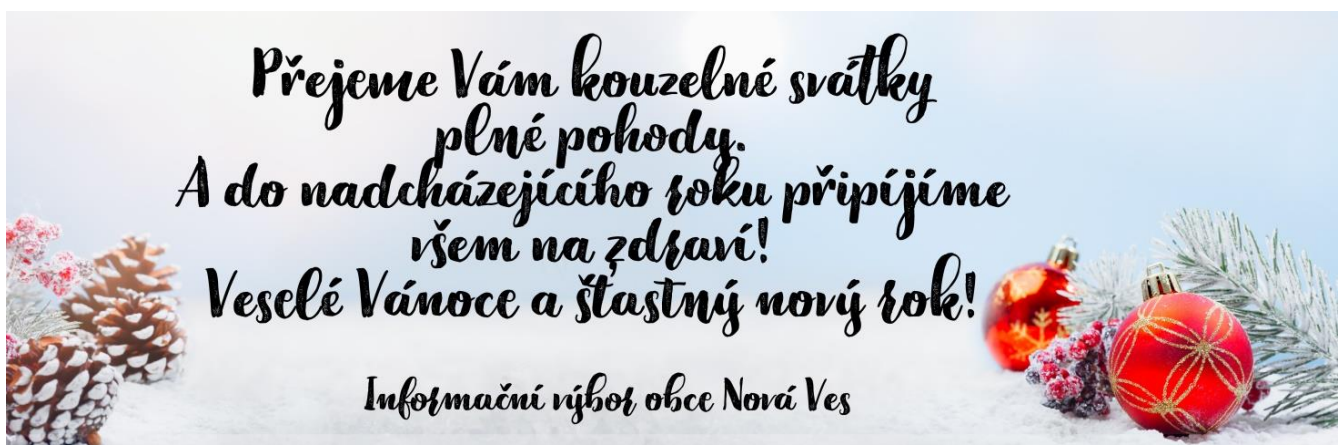 Přejeme Vám kouzelné svátky
plné pohody.
A do nadcházejícího roku připíjíme
všem na zdraví!
Veselé Vánoce a šťastný nový rok!
Informační výbor obce Nová Ves